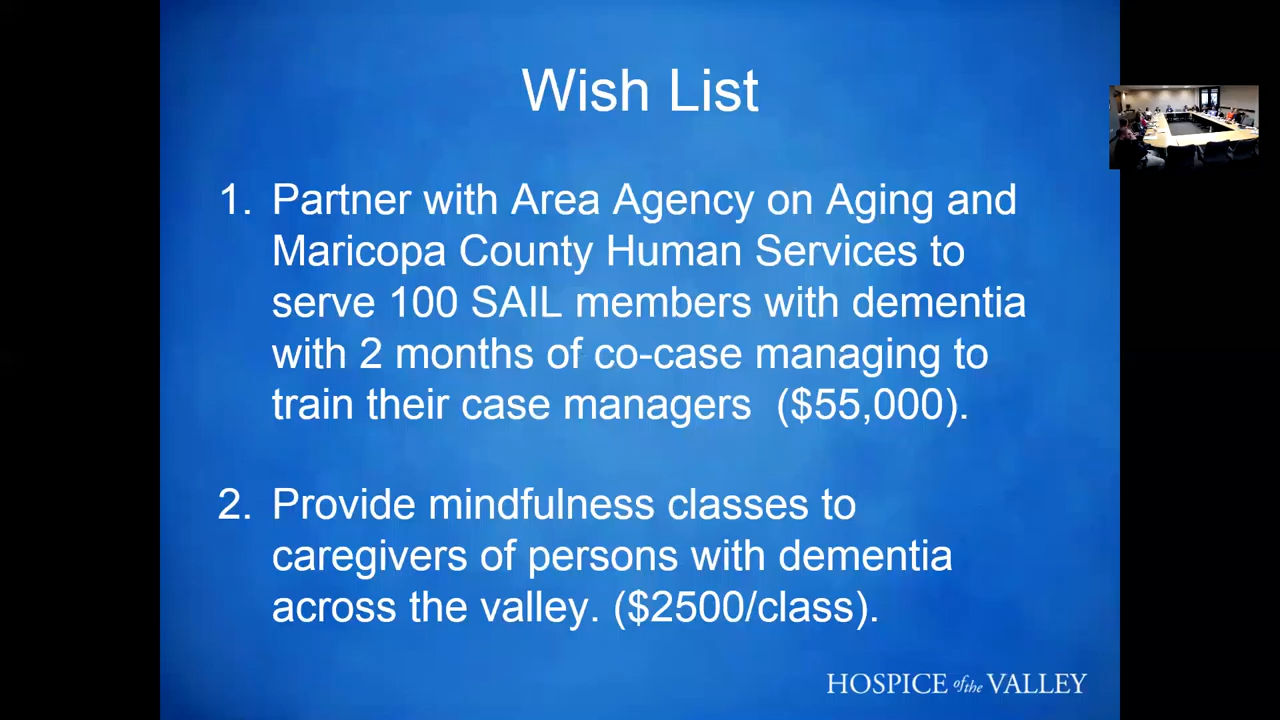 Wish List
1. Partner with Area Agency on Aging and
Maricopa County Human Services to
serve 100 SAIL members with dementia
with 2 months of co-case managing to
train their case managers  ($55,000).
2. Provide mindfulness classes to
caregivers of persons with dementia
across the valley. ($2500/class).
HOSPICE of the VALLEY